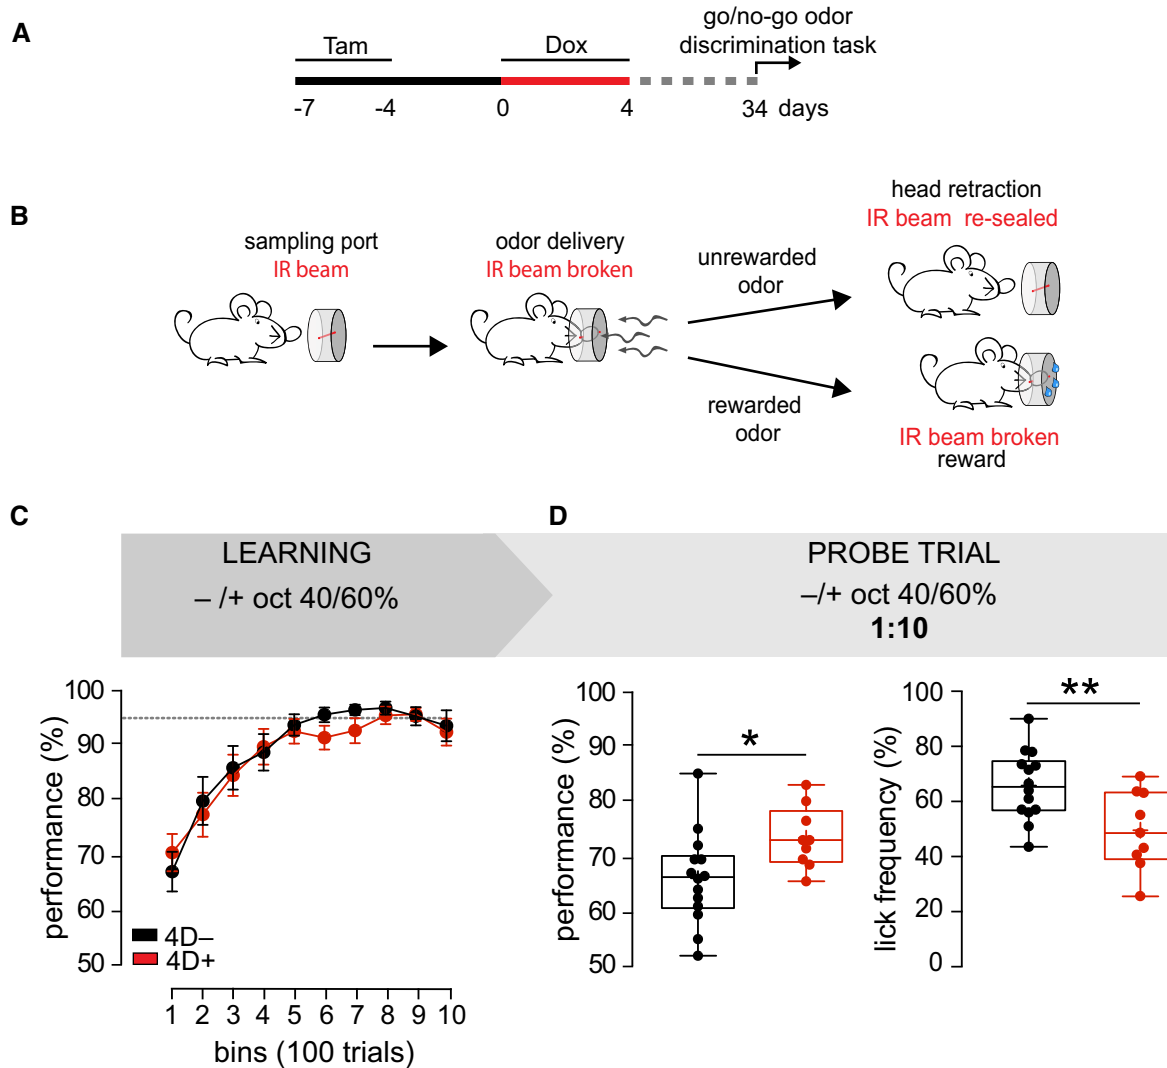 A
Tam
Dox
go/no-go odor
discrimination task
-7
-4
0
4
34 days
B
sampling port
IR beam
odor delivery
IR beam broken
unrewarded
odor
rewarded
odor
head retraction
IR beam re-sealed
IR beam broken
reward
C
LEARNING
– /+ oct 40/60%
performance (%)
100
90
80
70
60
50
4D–
4D+
1 2 3 4 5 6 7 8 9 10
bins (100 trials)
D
PROBE TRIAL
–/+ oct 40/60%
1:10
performance (%)
100
90
80
70
60
50
*
lick frequency (%)
100
80
60
40
20
0
**